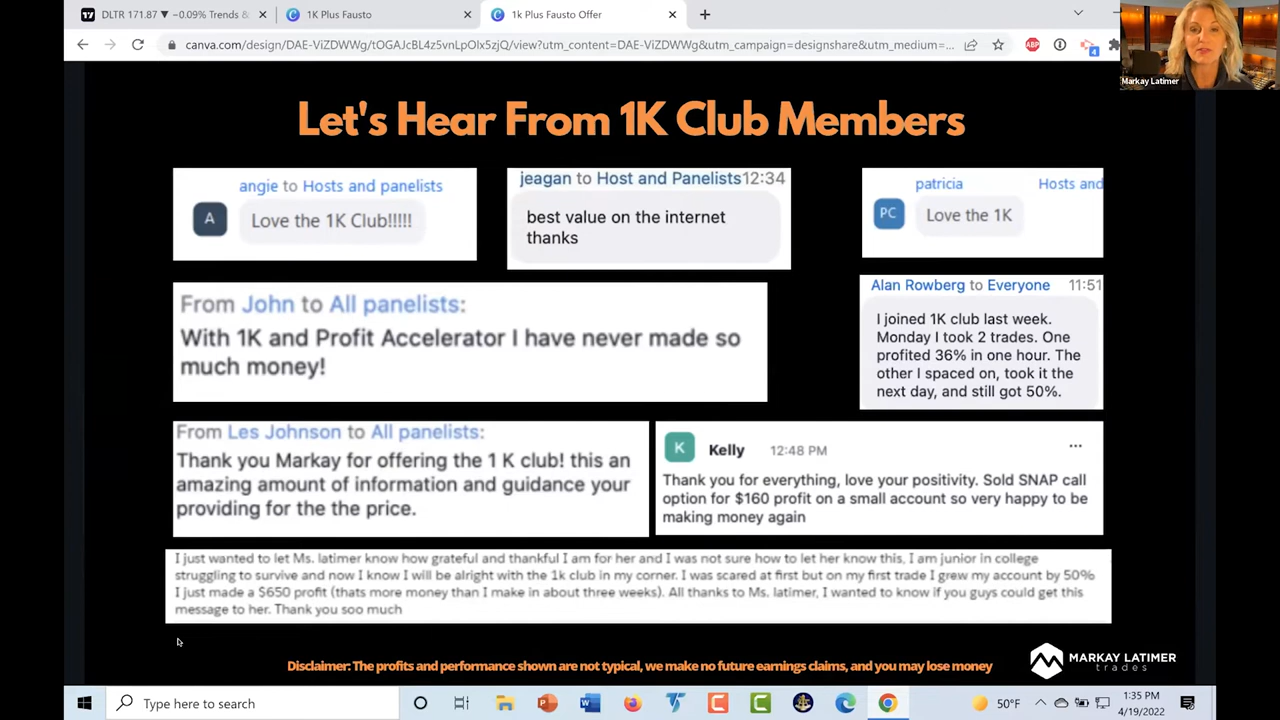 DLTR 171.87 ▼ −0.09% Trends &
1K Plus Fausto
1k Plus Fausto Offer
canva.com/design/DAE-ViZDWWg/tOGAJcBL4z5vnLpOlx5zjQ/view?utm_content=DAE-ViZDWWg&utm_campaign=designshare&utm_medium=...
ABP
4
Markay Latimer
Let's Hear From 1K Club Members
angie to Hosts and panelists
A
Love the 1K Club!!!!!
jeagan to Host and Panelists 12:34
best value on the internet
thanks
patricia Hosts and
PC
Love the 1K
From John to All panelists:
With 1K and Profit Accelerator I have never made so
much money!
Alan Rowberg to Everyone 11:51
I joined 1K club last week.
Monday I took 2 trades. One
profited 36% in one hour. The
other I spaced on, took it the
next day, and still got 50%.
From Les Johnson to All panelists:
Thank you Markay for offering the 1 K club! this an
amazing amount of information and guidance your
providing for the the price.
K
Kelly 12:48 PM ...
Thank you for everything, love your positivity. Sold SNAP call
option for $160 profit on a small account so very happy to be
making money again
I just wanted to let Ms. latimer know how grateful and thankful I am for her and I was not sure how to let her know this, I am junior in college
struggling to survive and now I know I will be alright with the 1k club in my corner. I was scared at first but on my first trade I grew my account by 50%
I just made a $650 profit (thats more money than I make in about three weeks). All thanks to Ms. latimer, I wanted to know if you guys could get this
message to her. Thank you soo much
Disclaimer: The profits and performance shown are not typical, we make no future earnings claims, and you may lose money
MARKAY LATIMER
trades
Type here to search
50°F
1:35 PM
4/19/2022